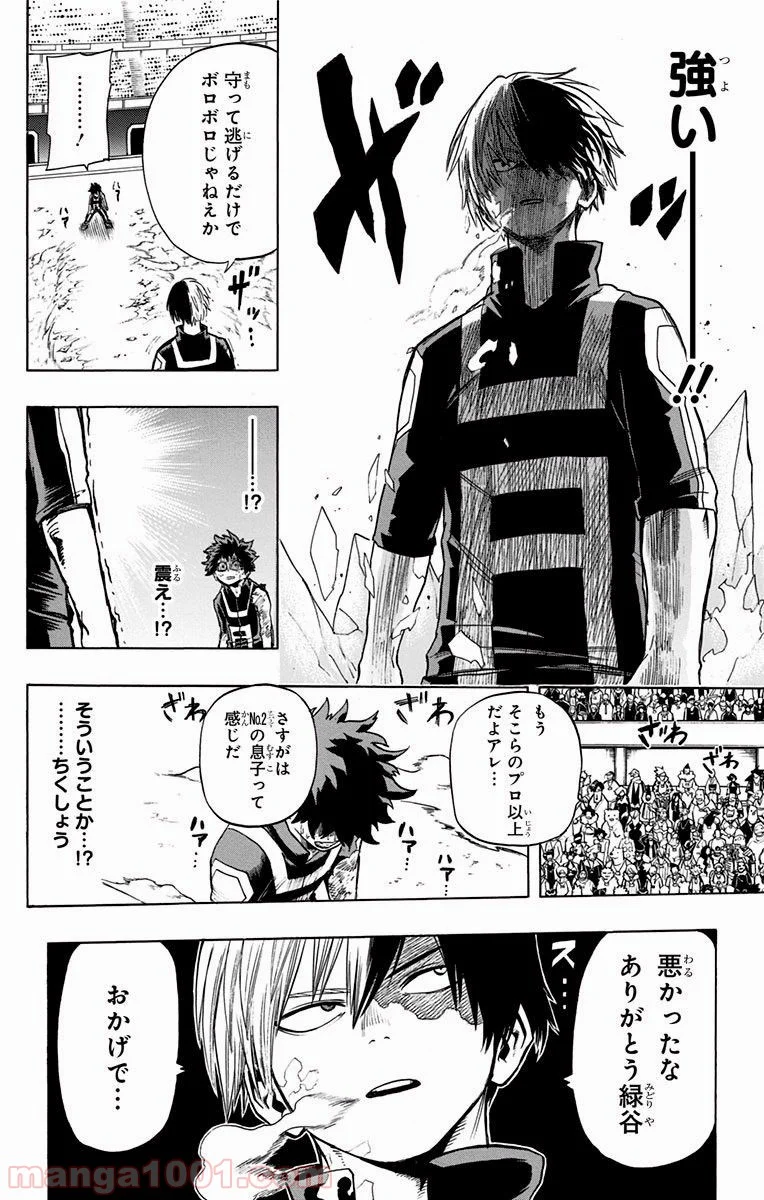 強い━━!!
ザッ
守って逃げるだけで
ボロボロじゃねえか
………!
ハァ
ハァ
ザッ…
━━…!?
震え…!?
もう
そこらのプロ以上
だよアレ…
ざわ
ざわ
さすがは
No.2の息子って
感じだ
ざわ
ハァ…
ハァ…
ハァ…
そういうことか…!?
………ちくしょう
悪かったな
ありがとう緑谷
ス…
おかげで…
manga1001.com